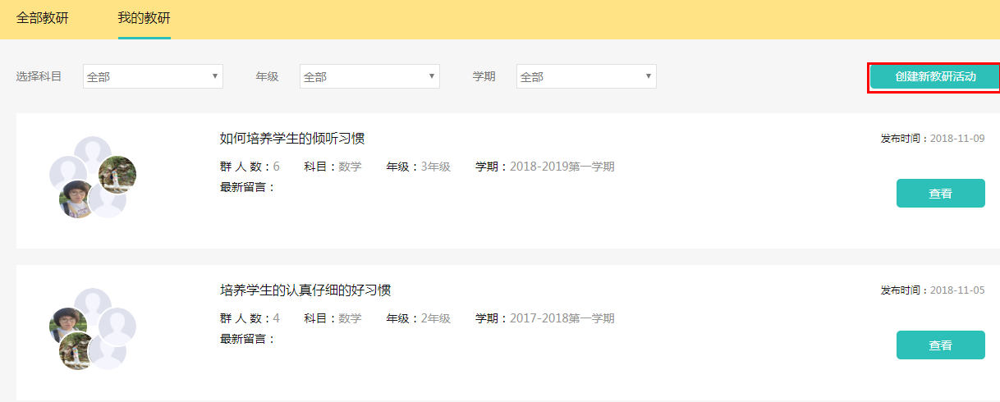 全部教研 我的教研
选择科目 全部 年级 全部 学期 全部 创建新教研活动
如何培养学生的倾听习惯 发布时间：2018-11-09
群 人 数：6 科目：数学 年级：3年级 学期：2018-2019第一学期
最新留言：
查看
培养学生的认真仔细的好习惯 发布时间：2018-11-05
群 人 数：4 科目：数学 年级：2年级 学期：2017-2018第一学期
最新留言：
查看